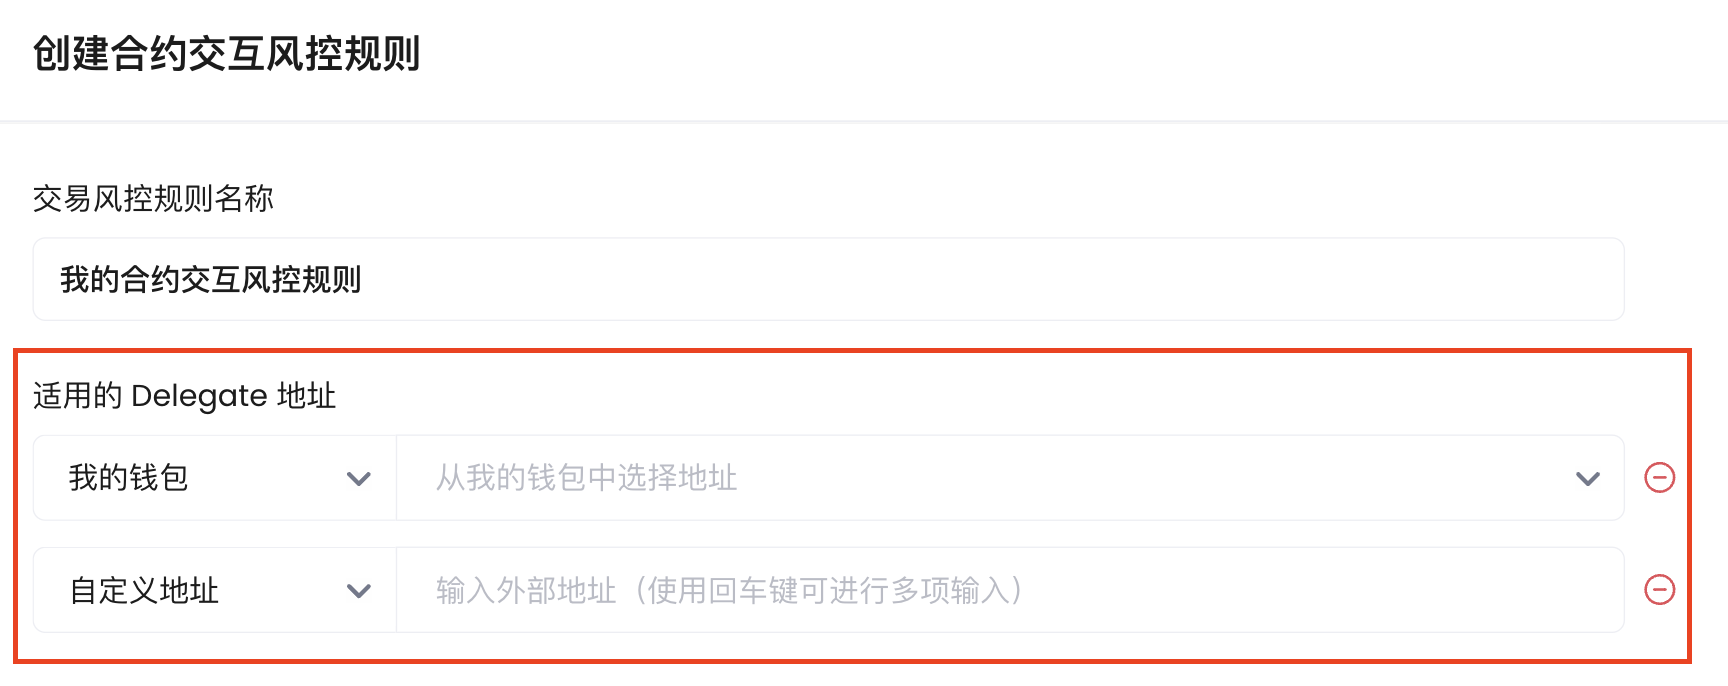 创建合约交互风控规则
交易风控规则名称
我的合约交互风控规则
适用的 Delegate 地址
我的钱包
从我的钱包中选择地址
自定义地址
输入外部地址（使用回车键可进行多项输入）